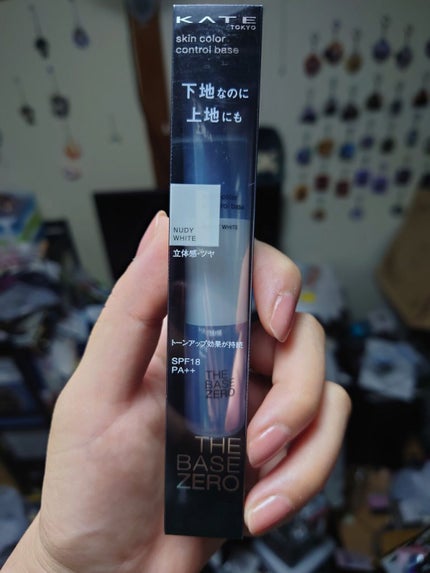 KATE
TOKYO
skin color
control base
下地なのに
上地にも
NUDY
WHITE
WHITE
立体感・ツヤ
トーンアップ効果が持続
SPF18
PA++
THE
BASE
ZERO
THE
BASE
ZERO